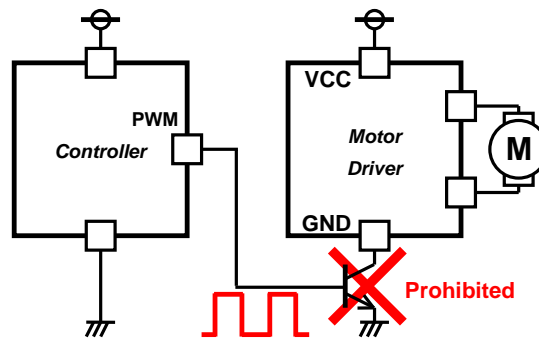 VCC
PWM
Controller
Motor
Driver
M
GND
Prohibited